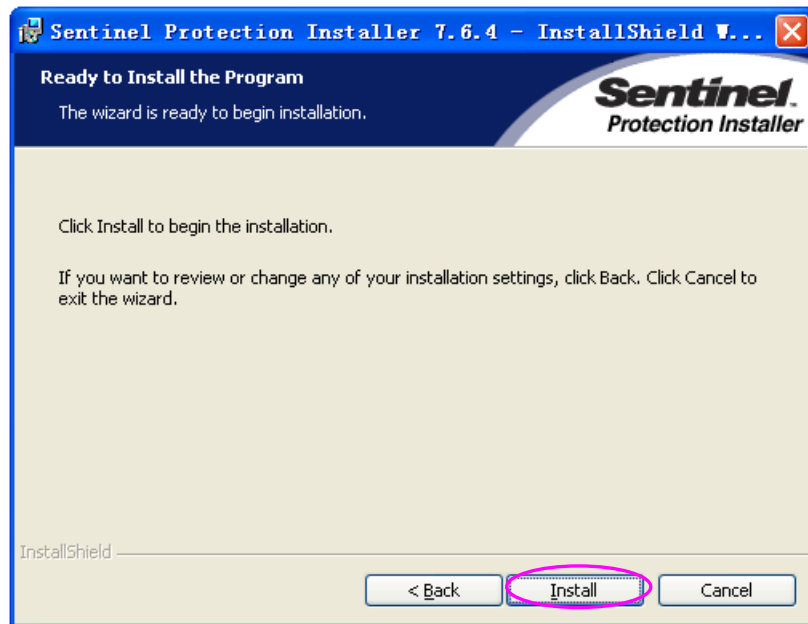 Sentinel Protection Installer 7.6.4 - InstallShield W...
Ready to Install the Program
The wizard is ready to begin installation.
Sentinel.
Protection Installer
Click Install to begin the installation.
If you want to review or change any of your installation settings, click Back. Click Cancel to
exit the wizard.
InstallShield
< Back
Install
Cancel